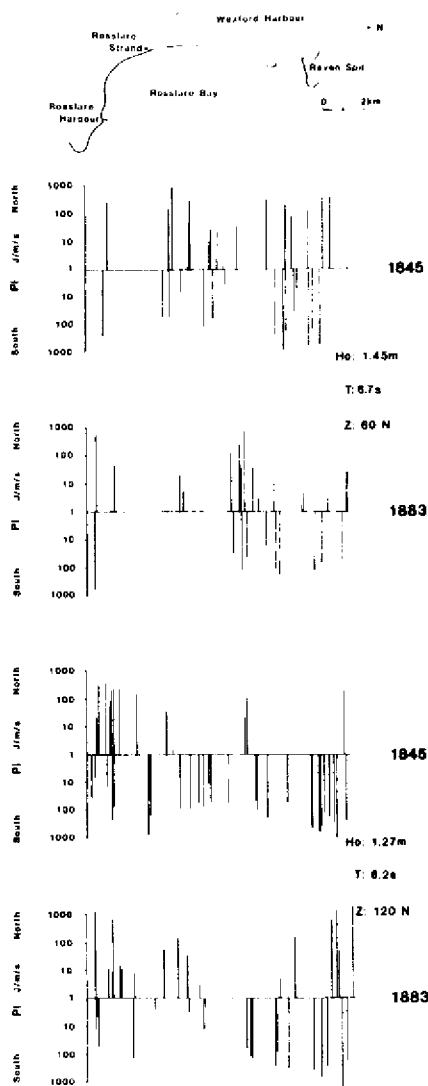 Wexford Harbour
N
Rosslare
Strand
Raven Spit
Rosslare Bay
0 2km
Rosslare
Harbour
North
J/m/s
Pl
South
1000
100
10
1
10
100
1000
1845
Ho: 1.45m
T: 6.7s
Z: 60 N
North
J/m/s
Pl
South
1000
100
10
1
10
100
1000
1883
North
J/m/s
Pl
South
1000
100
10
1
10
100
1000
1845
Ho: 1.27m
T: 6.2s
Z: 120 N
North
J/m/s
Pl
South
1000
100
10
1
10
100
1000
1883